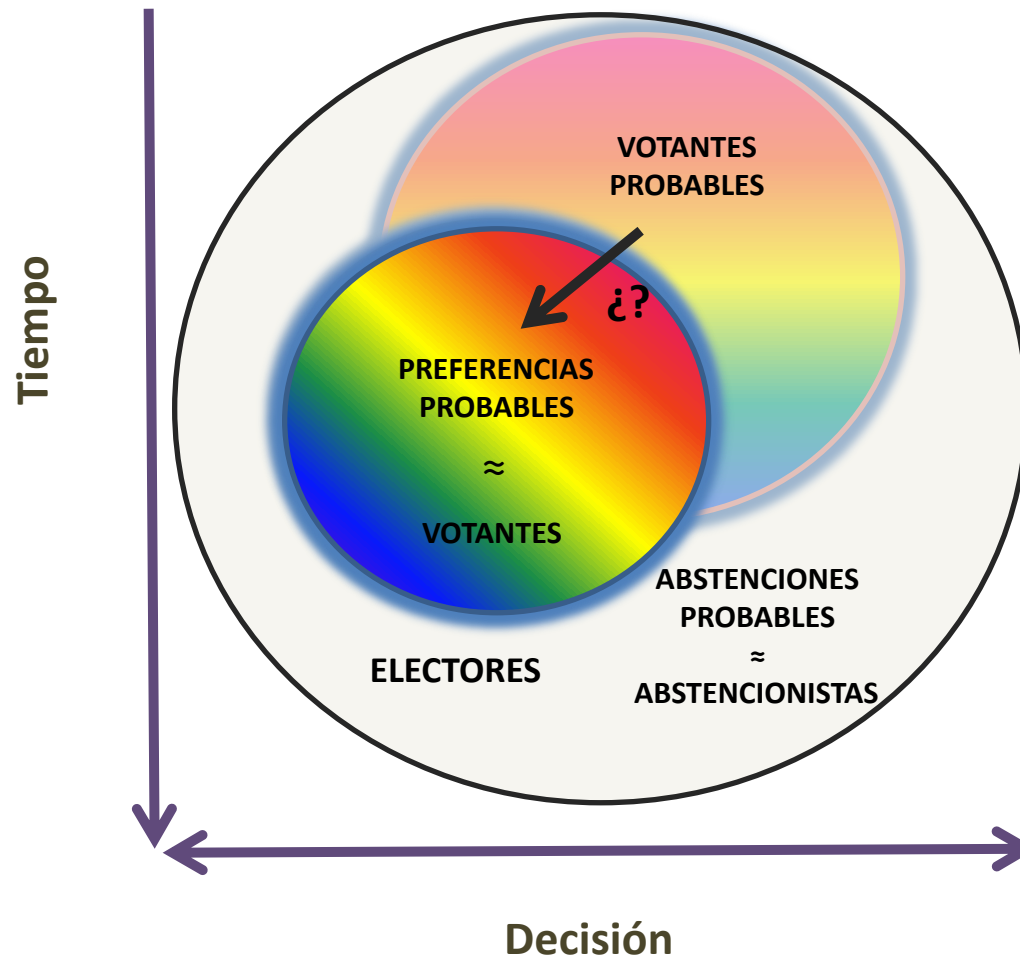 VOTANTES
PROBABLES
¿?
PREFERENCIAS
PROBABLES
≈
VOTANTES
ABSTENCIONES
PROBABLES
≈
ABSTENCIONISTAS
ELECTORES
Tiempo
Decisión